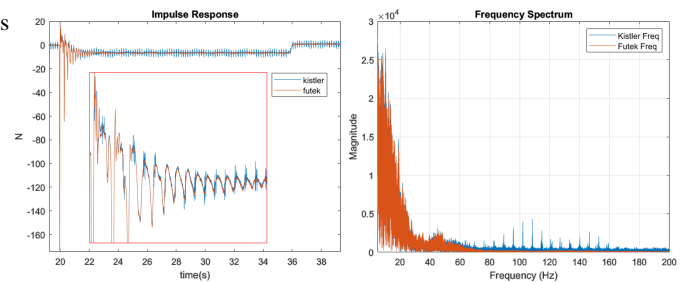 s
Impulse Response
20
0
-20
-40
-60
-80
-100
-120
-140
-160
N
20 22 24 26 28 30 32 34 36 38
time(s)
kistler
futek
Frequency Spectrum
×10⁴
3
2.5
2
1.5
1
0.5
0
Magnitude
20 40 60 80 100 120 140 160 180 200
Frequency (Hz)
Kistler Freq
Futek Freq